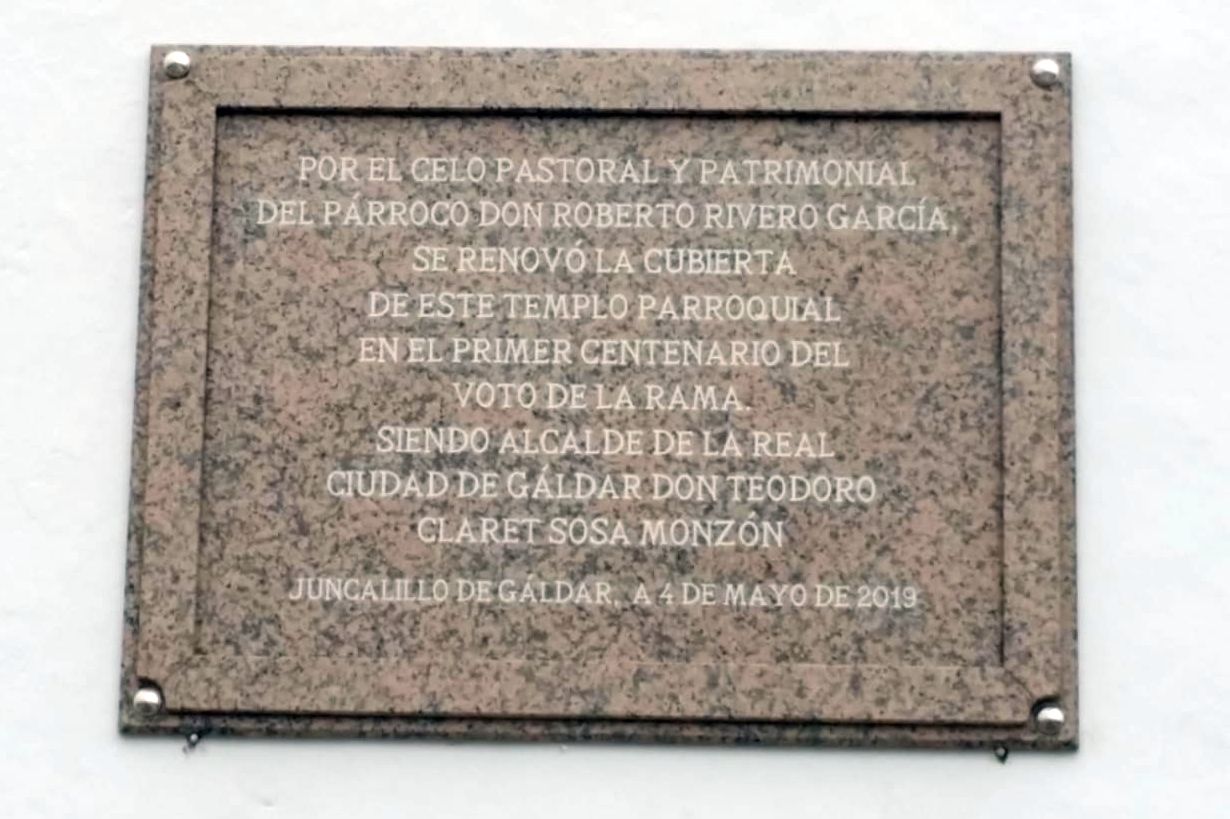 POR EL CELO PASTORAL Y PATRIMONIAL
DEL PÁRROCO DON ROBERTO RIVERO GARCÍA,
SE RENOVÓ LA CUBIERTA
DE ESTE TEMPLO PARROQUIAL
EN EL PRIMER CENTENARIO DEL
VOTO DE LA RAMA.
SIENDO ALCALDE DE LA REAL
CIUDAD DE GÁLDAR DON TEODORO
CLARET SOSA MONZÓN
JUNCALILLO DE GÁLDAR, A 4 DE MAYO DE 2019